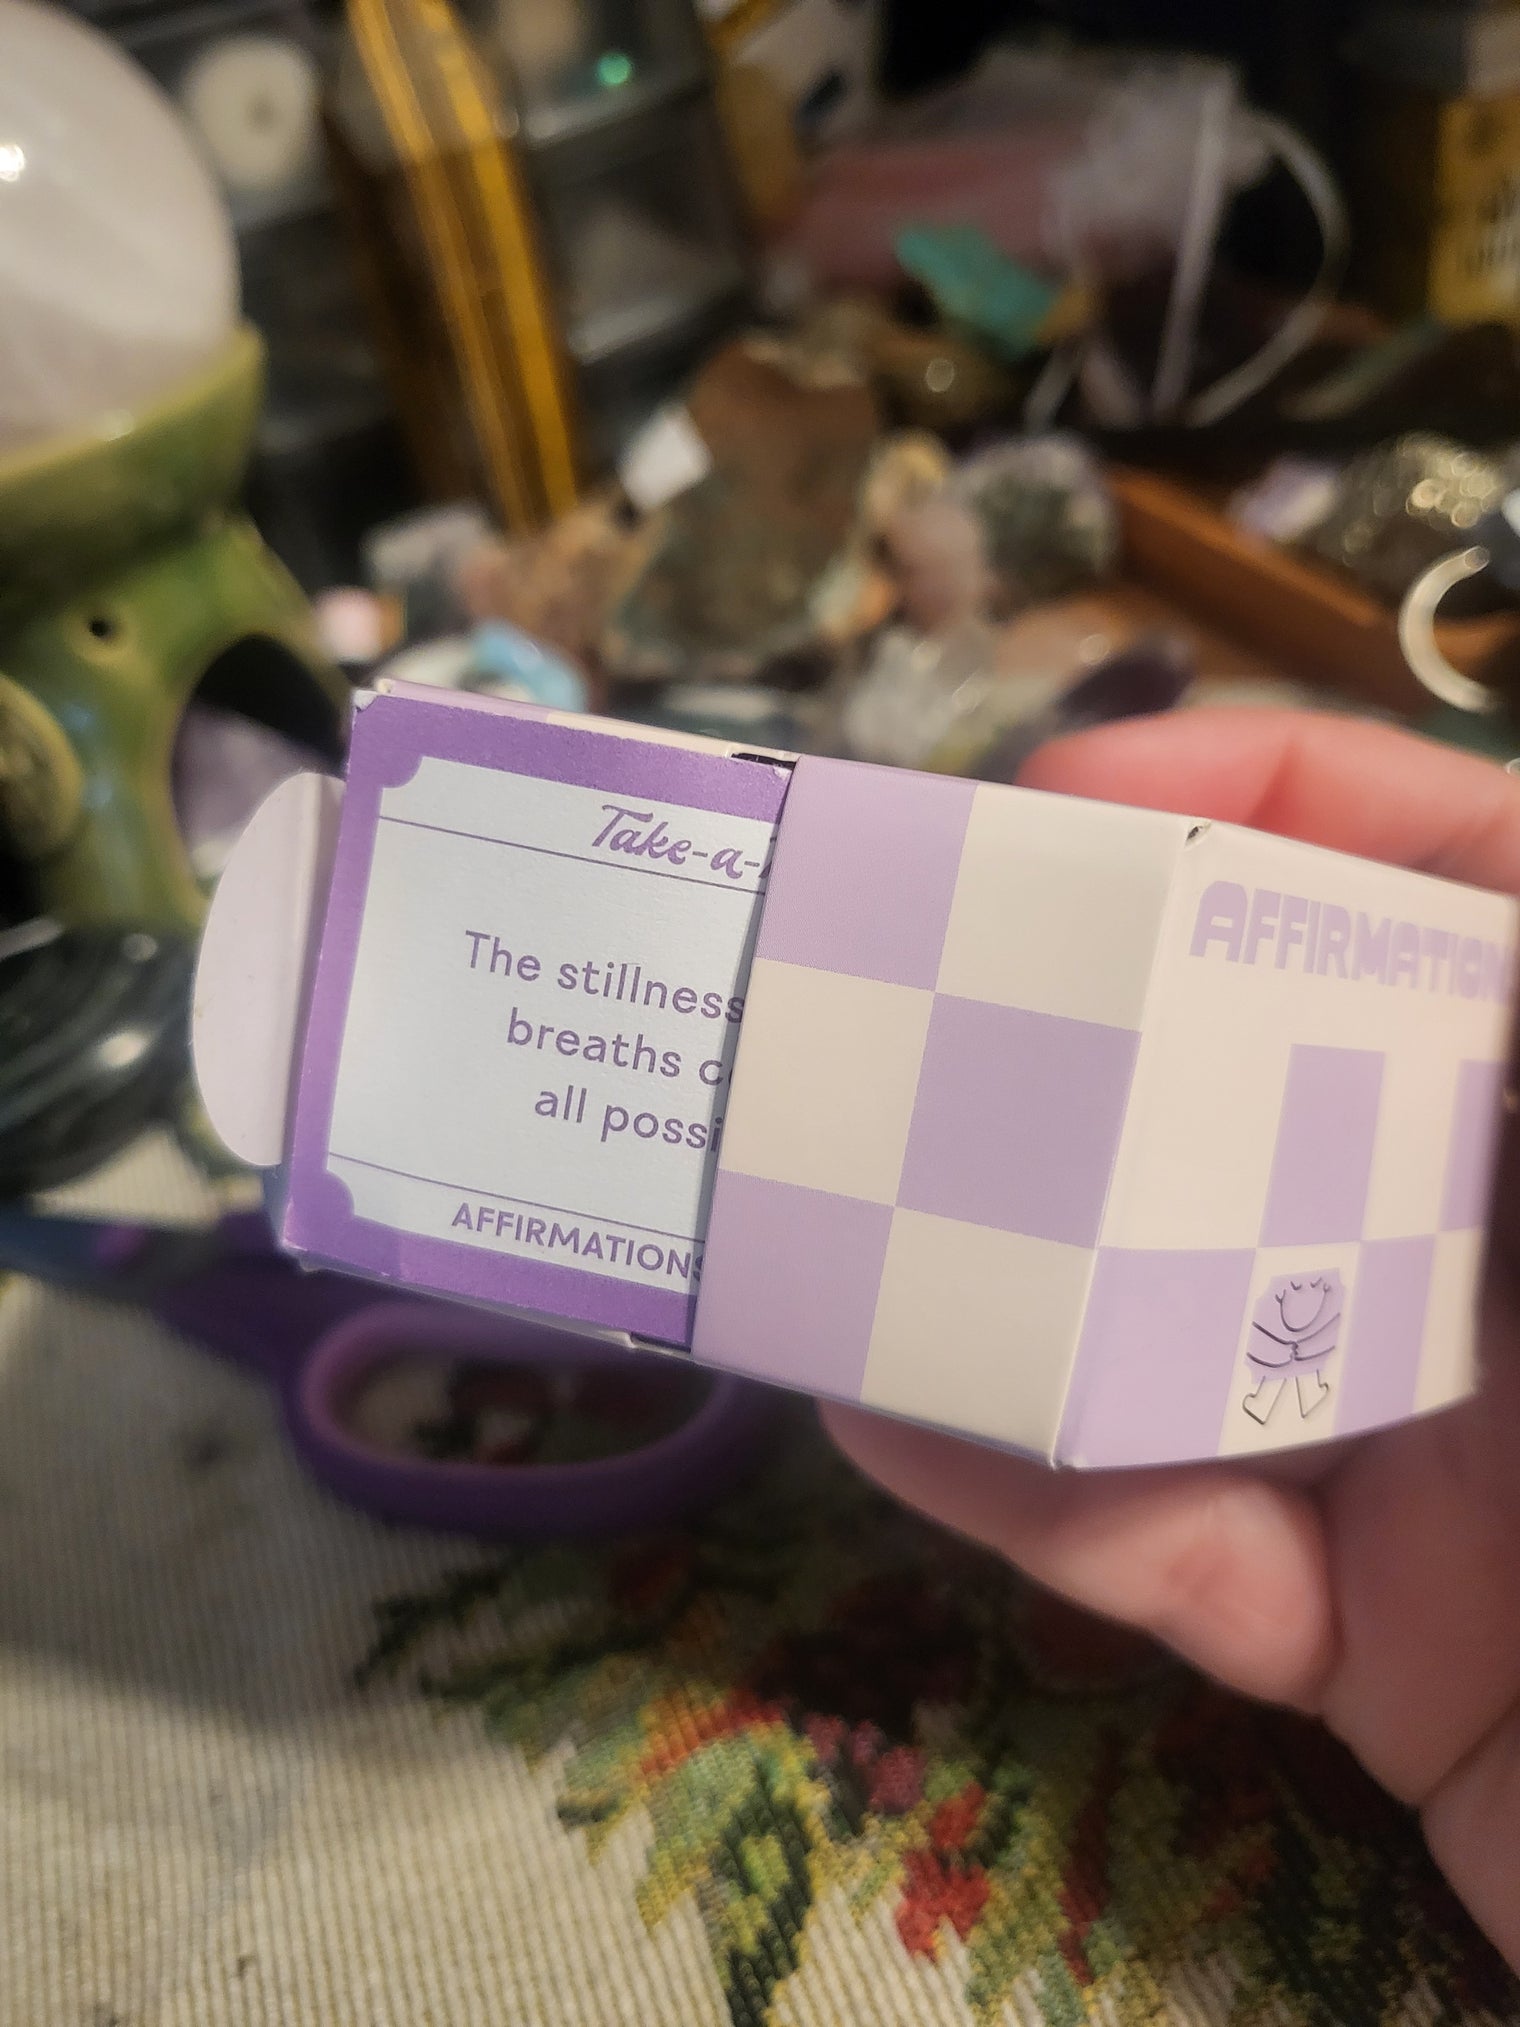 Take-a-
The stillness
breaths
all possi
AFFIRMATIONS
AFFIRMATION